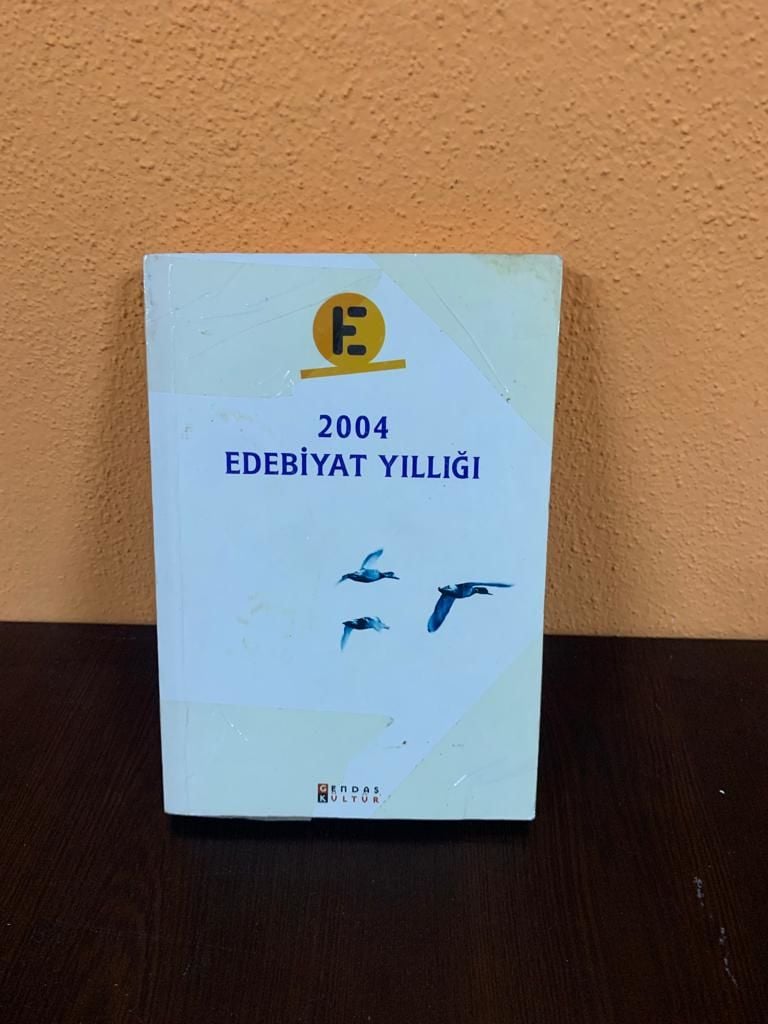 E
2004
EDEBİYAT YILLIĞI
GENDAŞ
KÜLTÜR